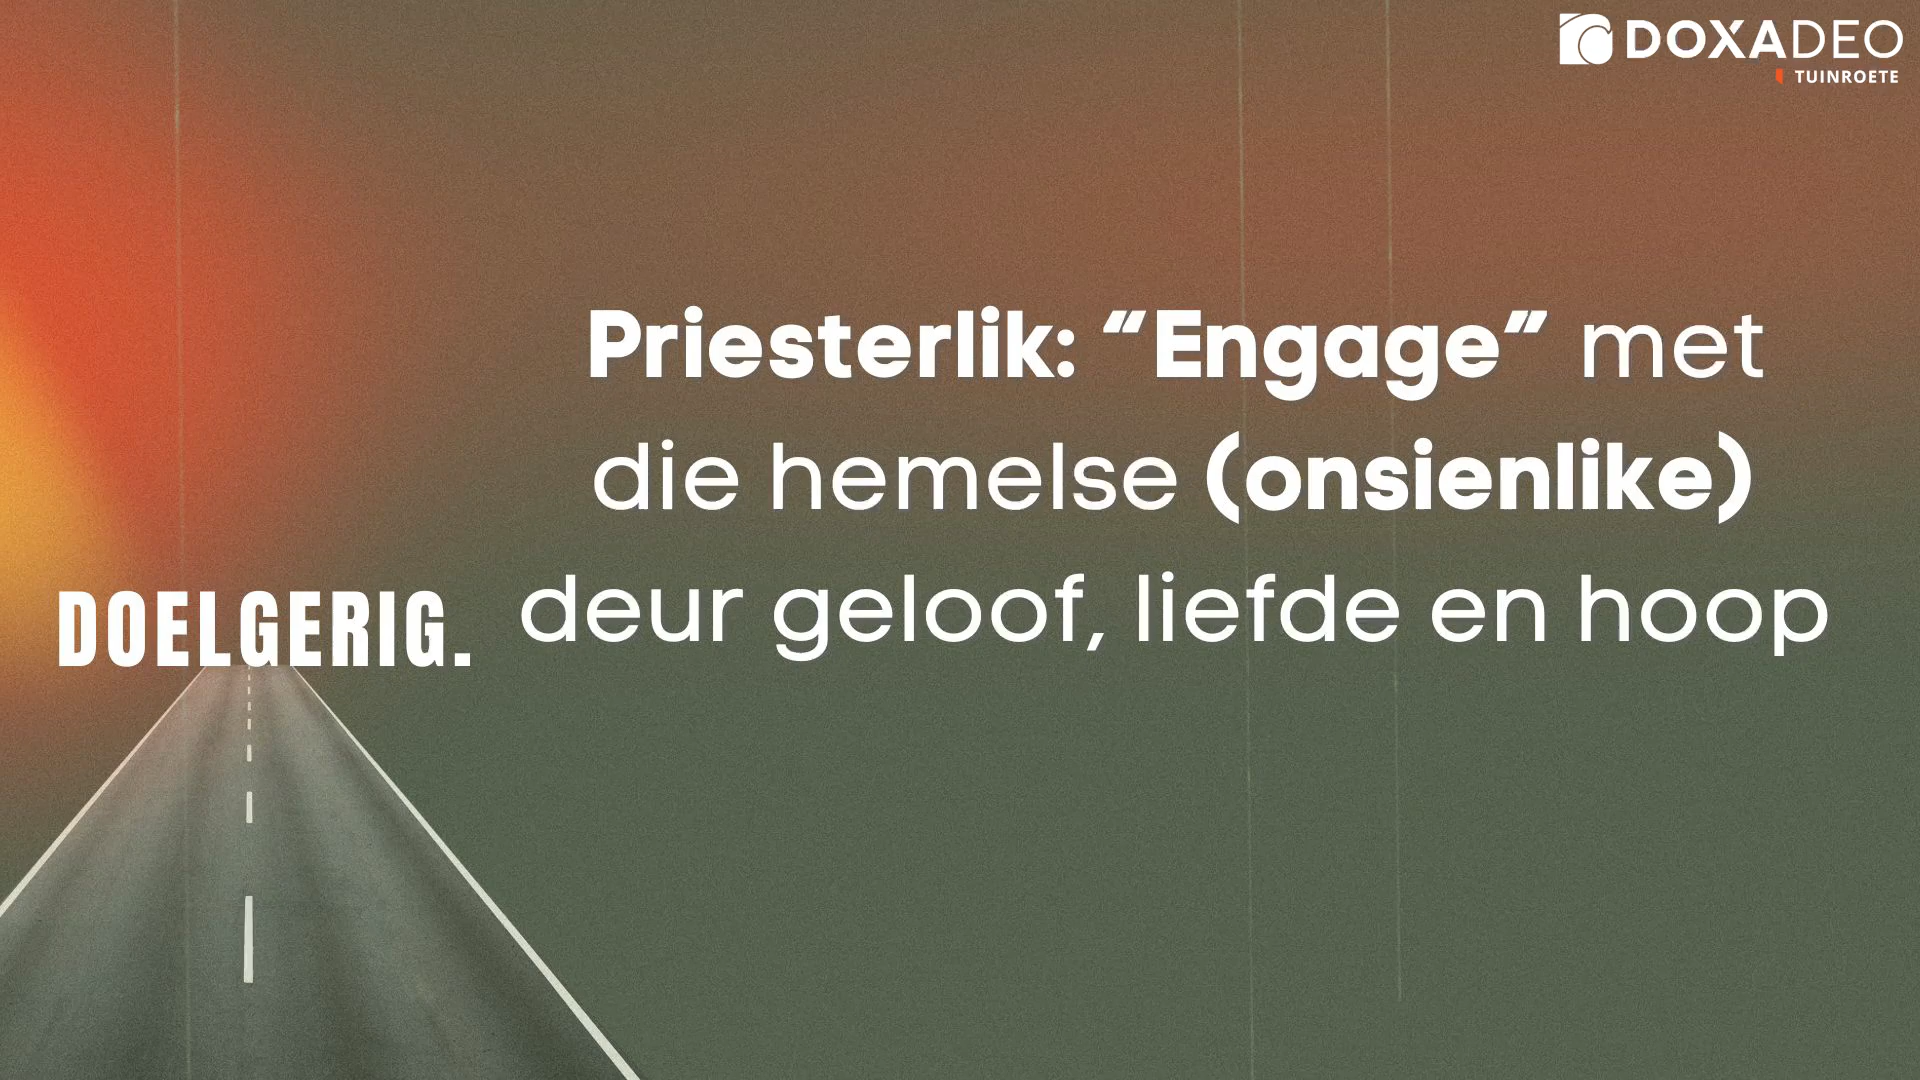 DOXADEO
TUINROETE
Priesterlik: “Engage” met
die hemelse (onsienlike)
deur geloof, liefde en hoop
DOELGERIG.